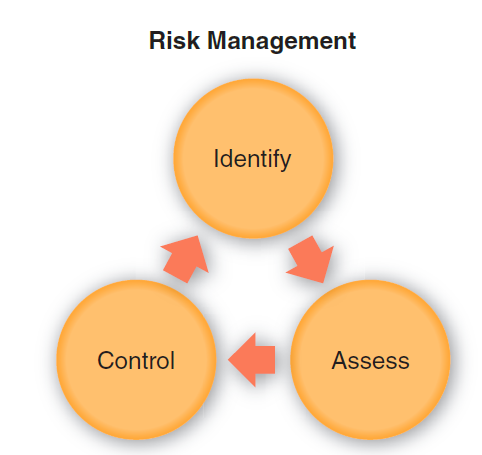 Risk Management
Identify
Control
Assess